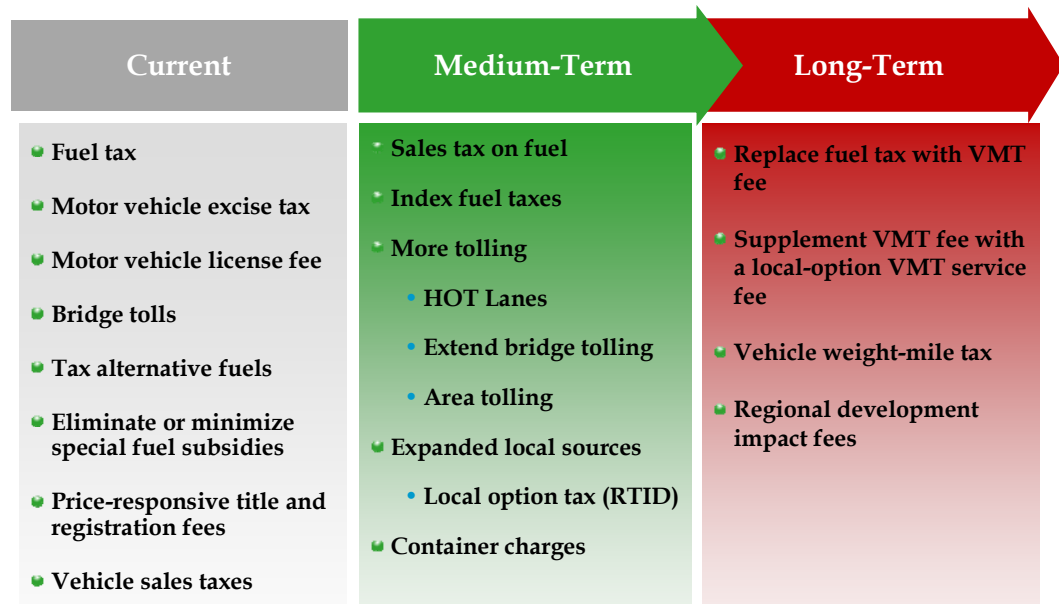 Current
Fuel tax
Motor vehicle excise tax
Motor vehicle license fee
Bridge tolls
Tax alternative fuels
Eliminate or minimize
special fuel subsidies
Price-responsive title and
registration fees
Vehicle sales taxes
Medium-Term
Sales tax on fuel
Index fuel taxes
More tolling
HOT Lanes
Extend bridge tolling
Area tolling
Expanded local sources
Local option tax (RTID)
Container charges
Long-Term
Replace fuel tax with VMT
fee
Supplement VMT fee with
a local-option VMT service
fee
Vehicle weight-mile tax
Regional development
impact fees